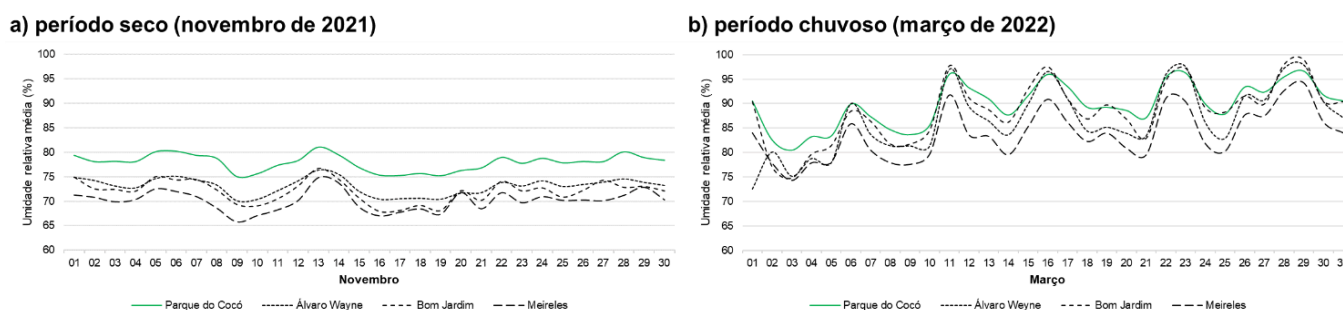 a) período seco (novembro de 2021)
100
95
90
85
80
75
70
65
60
Umidade relativa média (%)
01 02 03 04 05 06 07 08 09 10 11 12 13 14 15 16 17 18 19 20 21 22 23 24 25 26 27 28 29 30
Novembro
Parque do Cocó Álvaro Wayne Bom Jardim Meireles
b) período chuvoso (março de 2022)
100
95
90
85
80
75
70
65
60
Umidade relativa média (%)
01 02 03 04 05 06 07 08 09 10 11 12 13 14 15 16 17 18 19 20 21 22 23 24 25 26 27 28 29 30 3
Março
Parque do Cocó Álvaro Weyne Bom Jardim Meireles